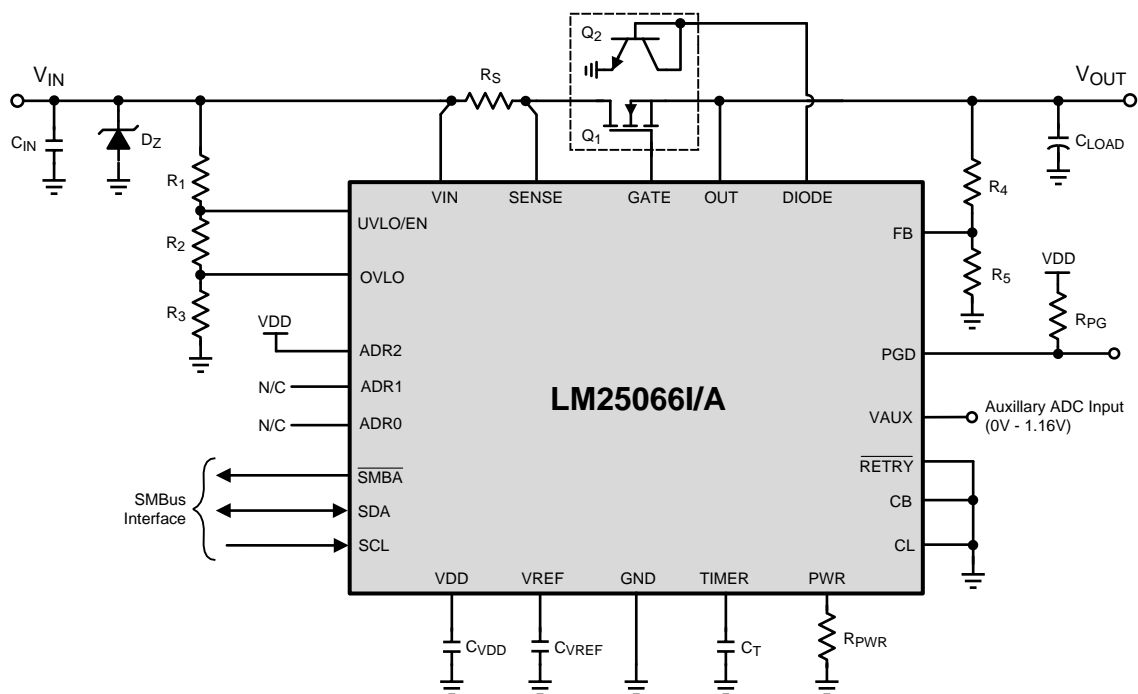 Q2
VIN
RS
VOUT
CIN
DZ
Q1
CLOAD
R1
VIN
SENSE
GATE
OUT
DIODE
R4
UVLO/EN
FB
R2
VDD
OVLO
R5
R3
VDD
RPG
ADR2
PGD
N/C
ADR1
LM25066I/A
N/C
ADR0
VAUX
Auxillary ADC Input
(0V - 1.16V)
RETRY
SMBA
SMBus
Interface
SDA
CB
SCL
CL
VDD
VREF
GND
TIMER
PWR
CVDD
CVREF
CT
RPWR